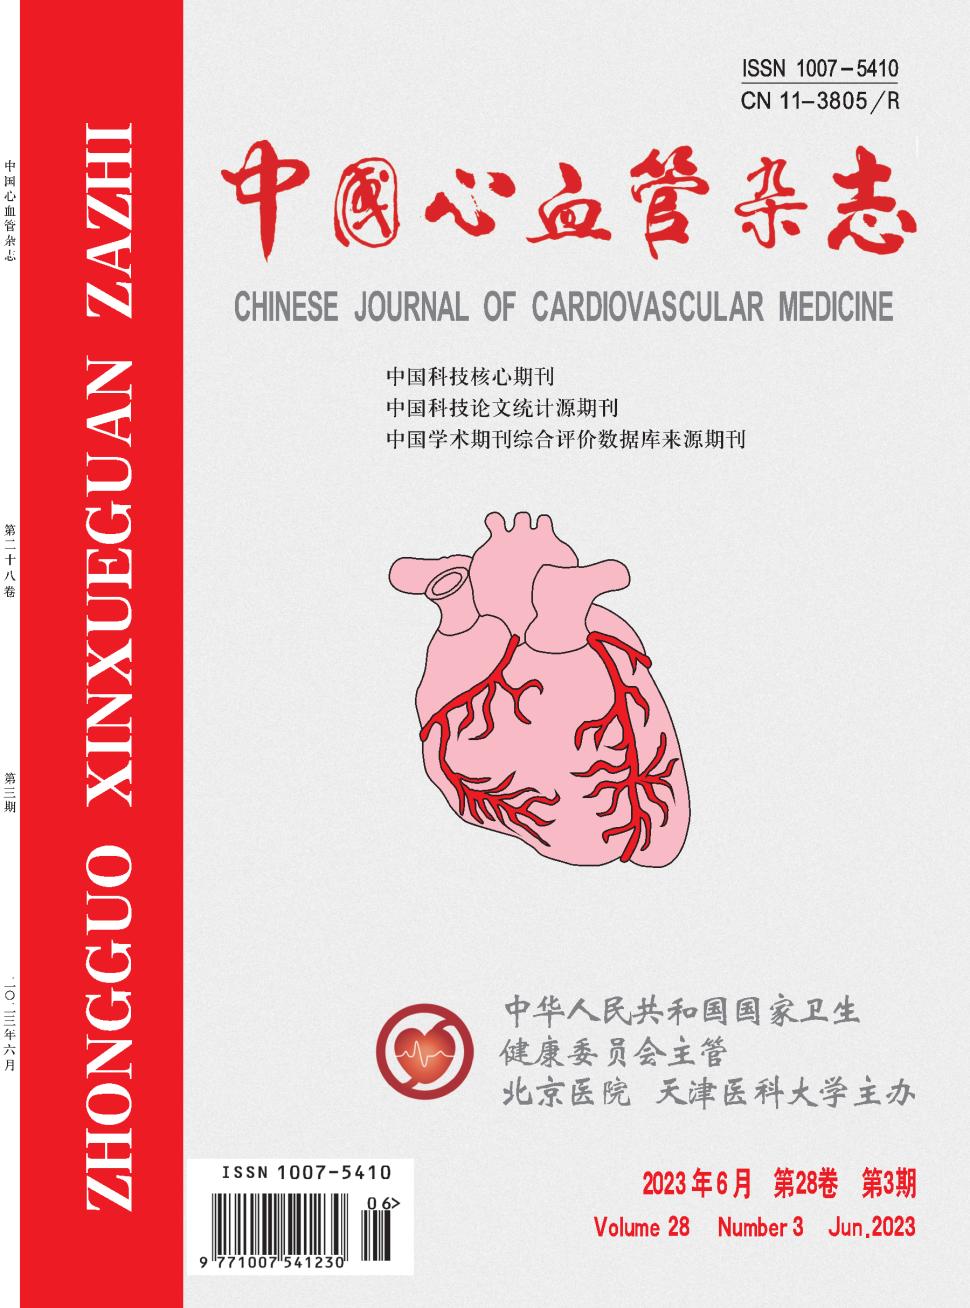 ISSN 1007-5410
CN 11-3805/R
中國心血管杂志
CHINESE JOURNAL OF CARDIOVASCULAR MEDICINE
中国科技核心期刊
中国科技论文统计源期刊
中国学术期刊综合评价数据库来源期刊
ZHONGGUO XINXUEGUAN ZAZHI
中国心血管杂志
第二十八卷
第三期
二〇二三年六月
中华人民共和国国家卫生
健康委员会主管
北京医院 天津医科大学主办
ISSN 1007-5410
06>
9 771007 541230
2023年6月 第28卷 第3期
Volume 28 Number 3 Jun.2023